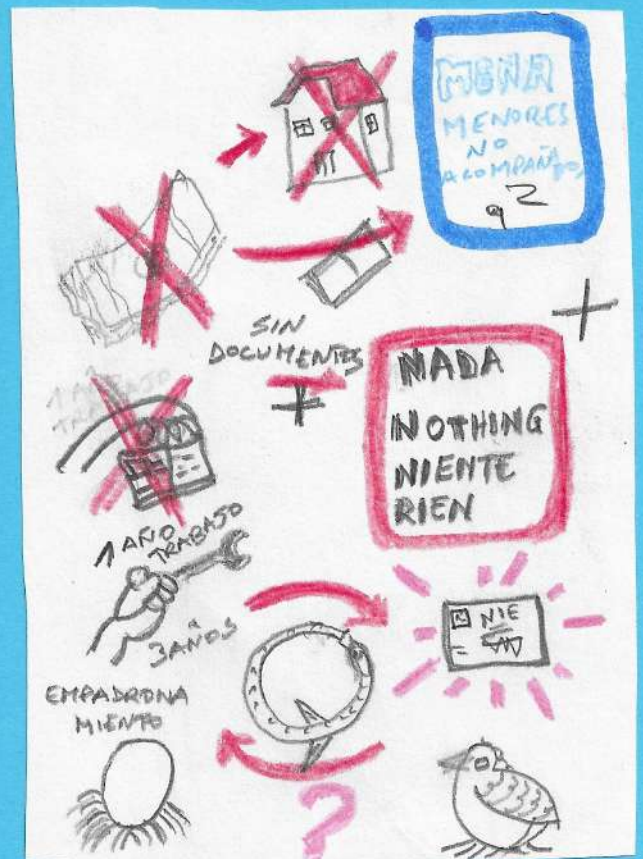 MENA
MENORES
NO
ACOMPAÑADOS
SIN
DOCUMENTES
NADA
NOTHING
NIENTE
RIEN
1 AÑO
TRABAJO
1 AÑO
TRABAJO
3 AÑOS
NIE
EMPADRONA
MIENTO
?